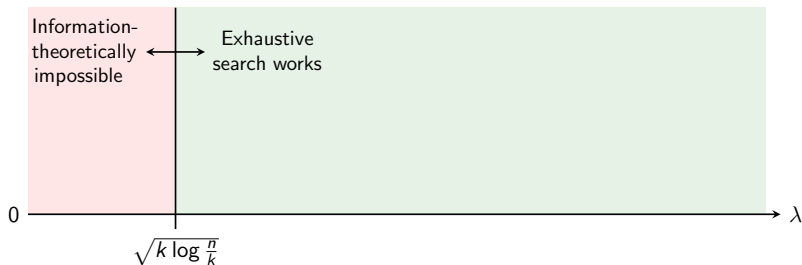 Information-
theoretically
impossible
Exhaustive
search works
0
λ
√(k log n/k)